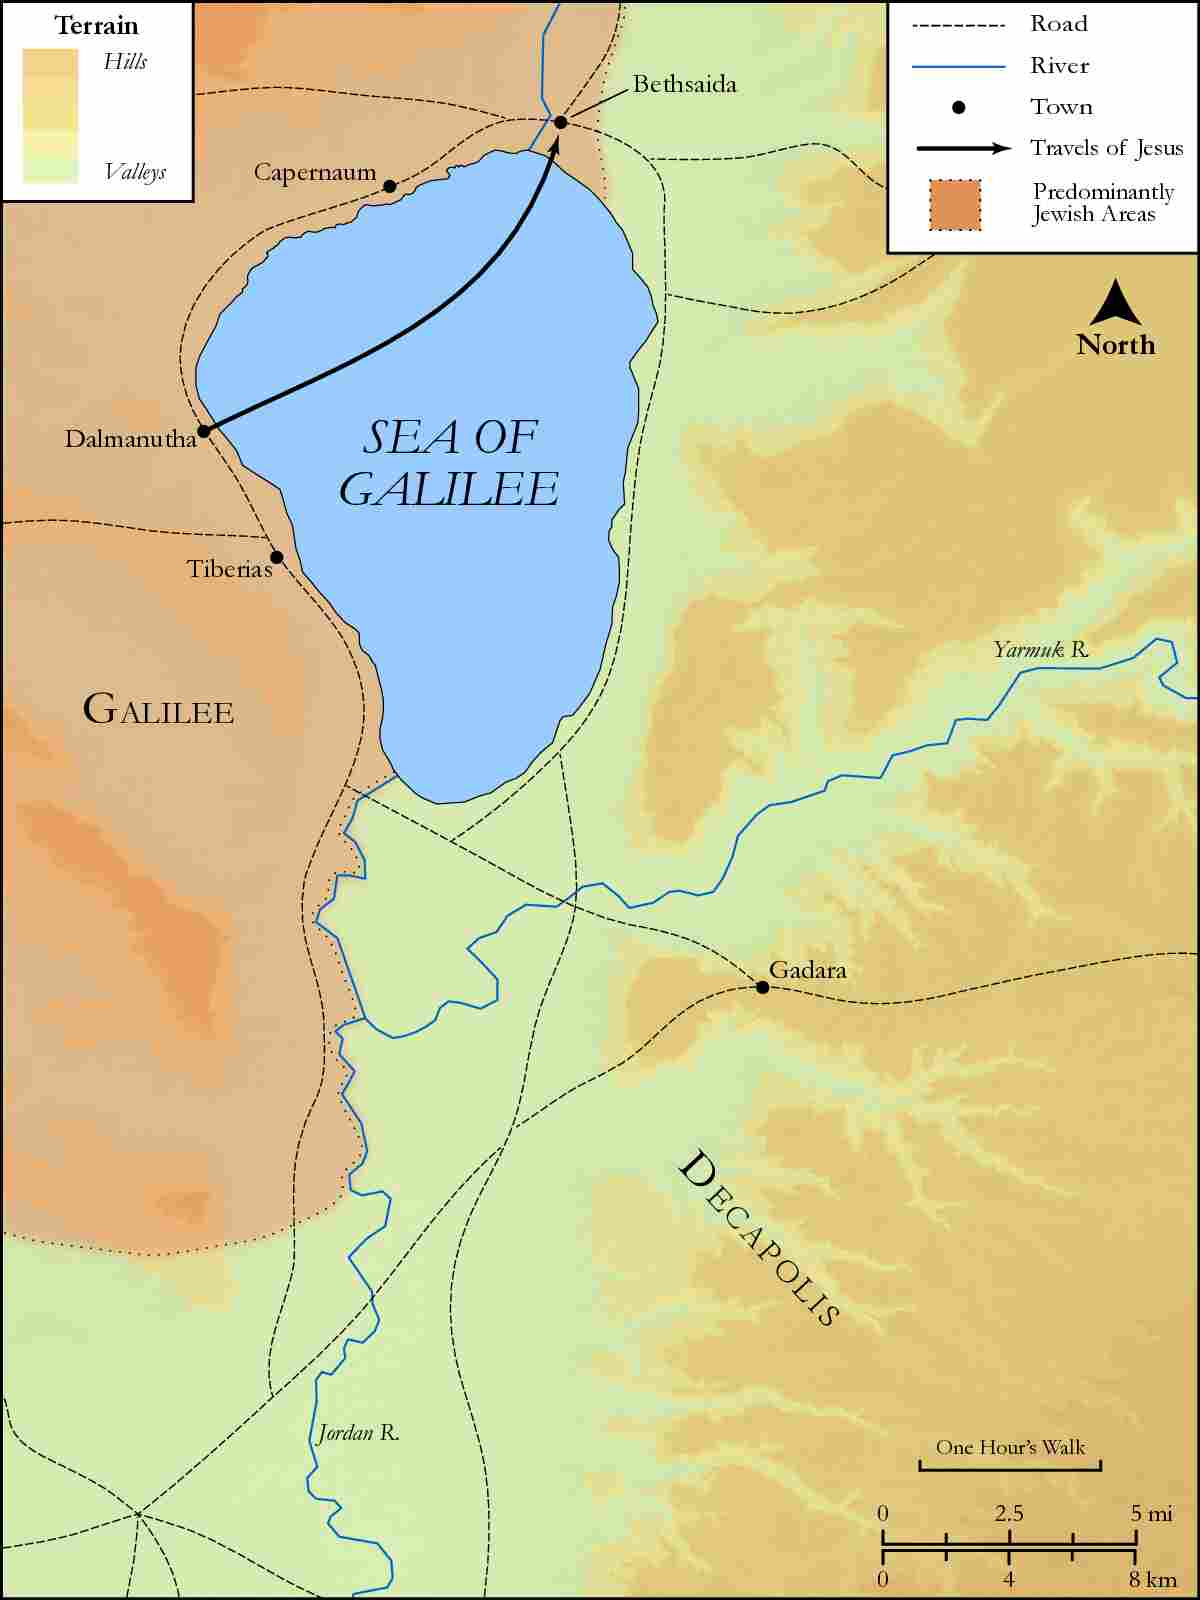 Terrain
Hills
Valleys
Road
River
Town
Travels of Jesus
Predominantly
Jewish Areas
North
Bethsaida
Capernaum
Dalmanutha
SEA OF
GALILEE
Tiberias
Yarmuk R.
GALILEE
Gadara
DECAPOLIS
Jordan R.
One Hour's Walk
0 2.5 5 mi
0 4 8 km